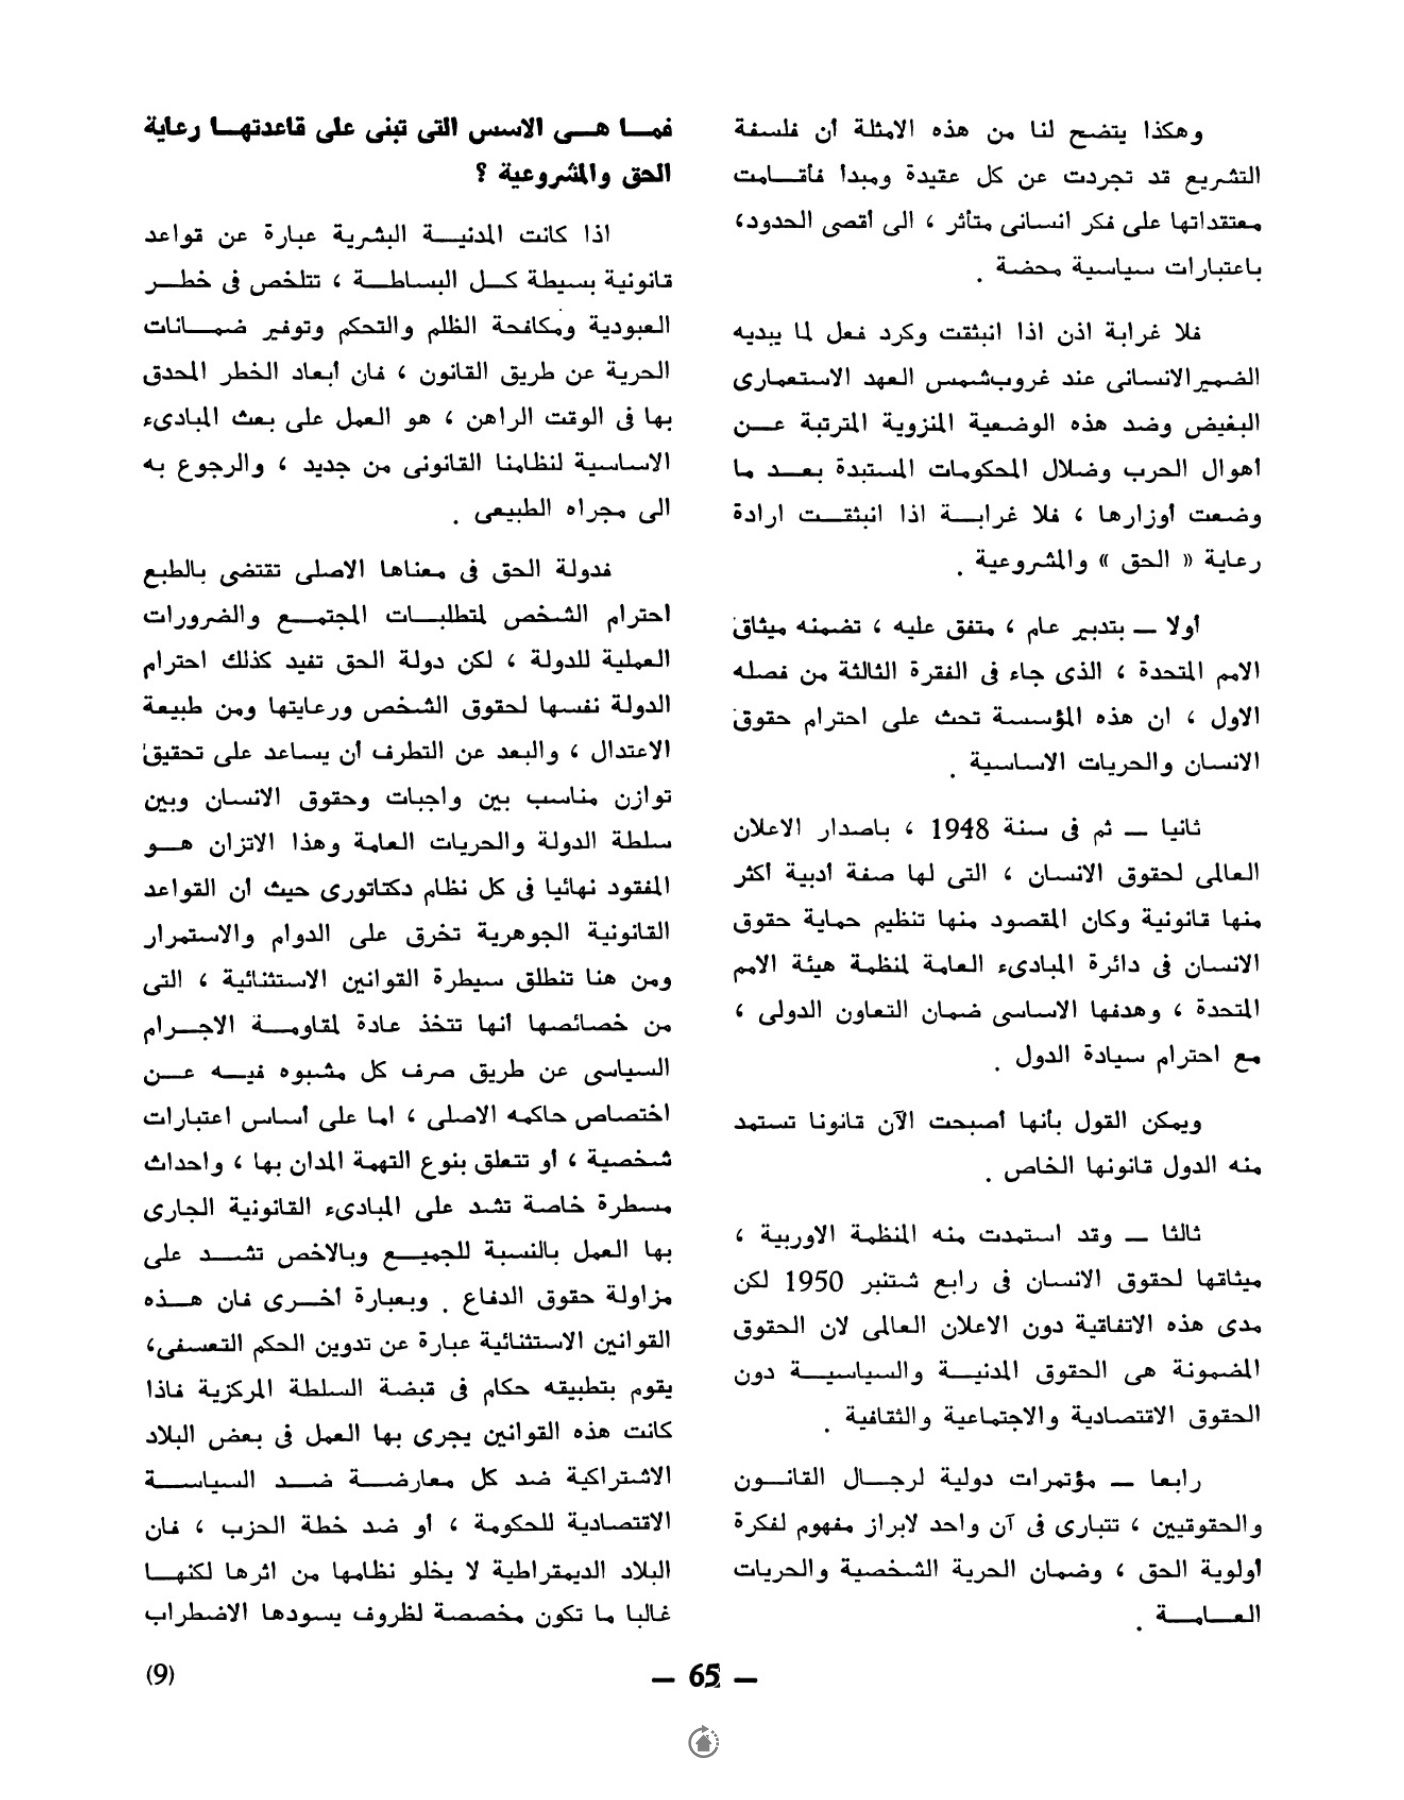 وهكذا يتضح لنا من هذه الامثلة أن فلسفة
التشريع قد تجردت عن كل عقيدة ومبدأ فأقامت
معتقداتها على فكر انسانى متأثر ، الى أقصى الحدود،
باعتبارات سياسية محضة .
فلا غرابة اذن اذا انبثقت وكرد فعل لما يبديه
الضمير الانسانى عند غروب شمس العهد الاستعمارى
البغيض وضد هذه الوضعية المنزوية المترتبة عن
أهوال الحرب وضلال الحكومات المستبدة بعد ما
وضعت أوزارها ، فلا غرابة اذا انبثقت ارادة
رعاية « الحق » والمشروعية .
أولا — بتدبير عام ، متفق عليه ، تضمنه ميثاق
الامم المتحدة ، الذى جاء فى الفقرة الثالثة من فصله
الاول ، ان هذه المؤسسة تحث على احترام حقوق
الانسان والحريات الاساسية .
ثانيا — ثم فى سنة 1948 ، باصدار الاعلان
العالمى لحقوق الانسان ، التى لها صفة أدبية أكثر
منها قانونية وكان المقصود منها تنظيم حماية حقوق
الانسان فى دائرة المبادىء العامة لمنظمة هيئة الامم
المتحدة ، وهدفها الاساسى ضمان التعاون الدولى ،
مع احترام سيادة الدول .
ويمكن القول بأنها أصبحت الآن قانونا تستمد
منه الدول قانونها الخاص .
ثالثا — وقد استمدت منه المنظمة الاوربية ،
ميثاقها لحقوق الانسان فى رابع شتنبر 1950 لكن
مدى هذه الاتفاقية دون الاعلان العالمى لان الحقوق
المضمونة هى الحقوق المدنية والسياسية دون
الحقوق الاقتصادية والاجتماعية والثقافية .
رابعا — مؤتمرات دولية لرجال القانون
والحقوقيين ، تتبارى فى آن واحد لابراز مفهوم لفكرة
أولوية الحق ، وضمان الحرية الشخصية والحريات
العامة .
فما هى الاسس التى تبنى على قاعدتها رعاية
الحق والمشروعية ؟
اذا كانت المدنية البشرية عبارة عن قواعد
قانونية بسيطة كل البساطة ، تتلخص فى خطر
العبودية ومكافحة الظلم والتحكم وتوفير ضمانات
الحرية عن طريق القانون ، فان أبعاد الخطر المحدق
بها فى الوقت الراهن ، هو العمل على بعث المبادىء
الاساسية لنظامنا القانونى من جديد ، والرجوع به
الى مجراه الطبيعى .
فدولة الحق فى معناها الاصلى تقتضى بالطبع
احترام الشخص لمتطلبات المجتمع والضرورات
العملية للدولة ، لكن دولة الحق تفيد كذلك احترام
الدولة نفسها لحقوق الشخص ورعايتها ومن طبيعة
الاعتدال ، والبعد عن التطرف أن يساعد على تحقيق
توازن مناسب بين واجبات وحقوق الانسان وبين
سلطة الدولة والحريات العامة وهذا الاتزان هو
المفقود نهائيا فى كل نظام دكتاتورى حيث أن القواعد
القانونية الجوهرية تخرق على الدوام والاستمرار
ومن هنا تنطلق سيطرة القوانين الاستثنائية ، التى
من خصائصها أنها تتخذ عادة لمقاومة الاجرام
السياسى عن طريق صرف كل مشبوه فيه عن
اختصاص حاكمه الاصلى ، اما على أساس اعتبارات
شخصية ، أو تتعلق بنوع التهمة المدان بها ، واحداث
مسطرة خاصة تشد على المبادىء القانونية الجارى
بها العمل بالنسبة للجميع وبالاخص تشد على
مزاولة حقوق الدفاع . وبعبارة أخرى فان هذه
القوانين الاستثنائية عبارة عن تدوين الحكم التعسفى،
يقوم بتطبيقه حكام فى قبضة السلطة المركزية فاذا
كانت هذه القوانين يجرى بها العمل فى بعض البلاد
الاشتراكية ضد كل معارضة ضد السياسة
الاقتصادية للحكومة ، أو ضد خطة الحزب ، فان
البلاد الديمقراطية لا يخلو نظامها من اثرها لكنها
غالبا ما تكون مخصصة لظروف يسودها الاضطراب
— 65 —
(9)